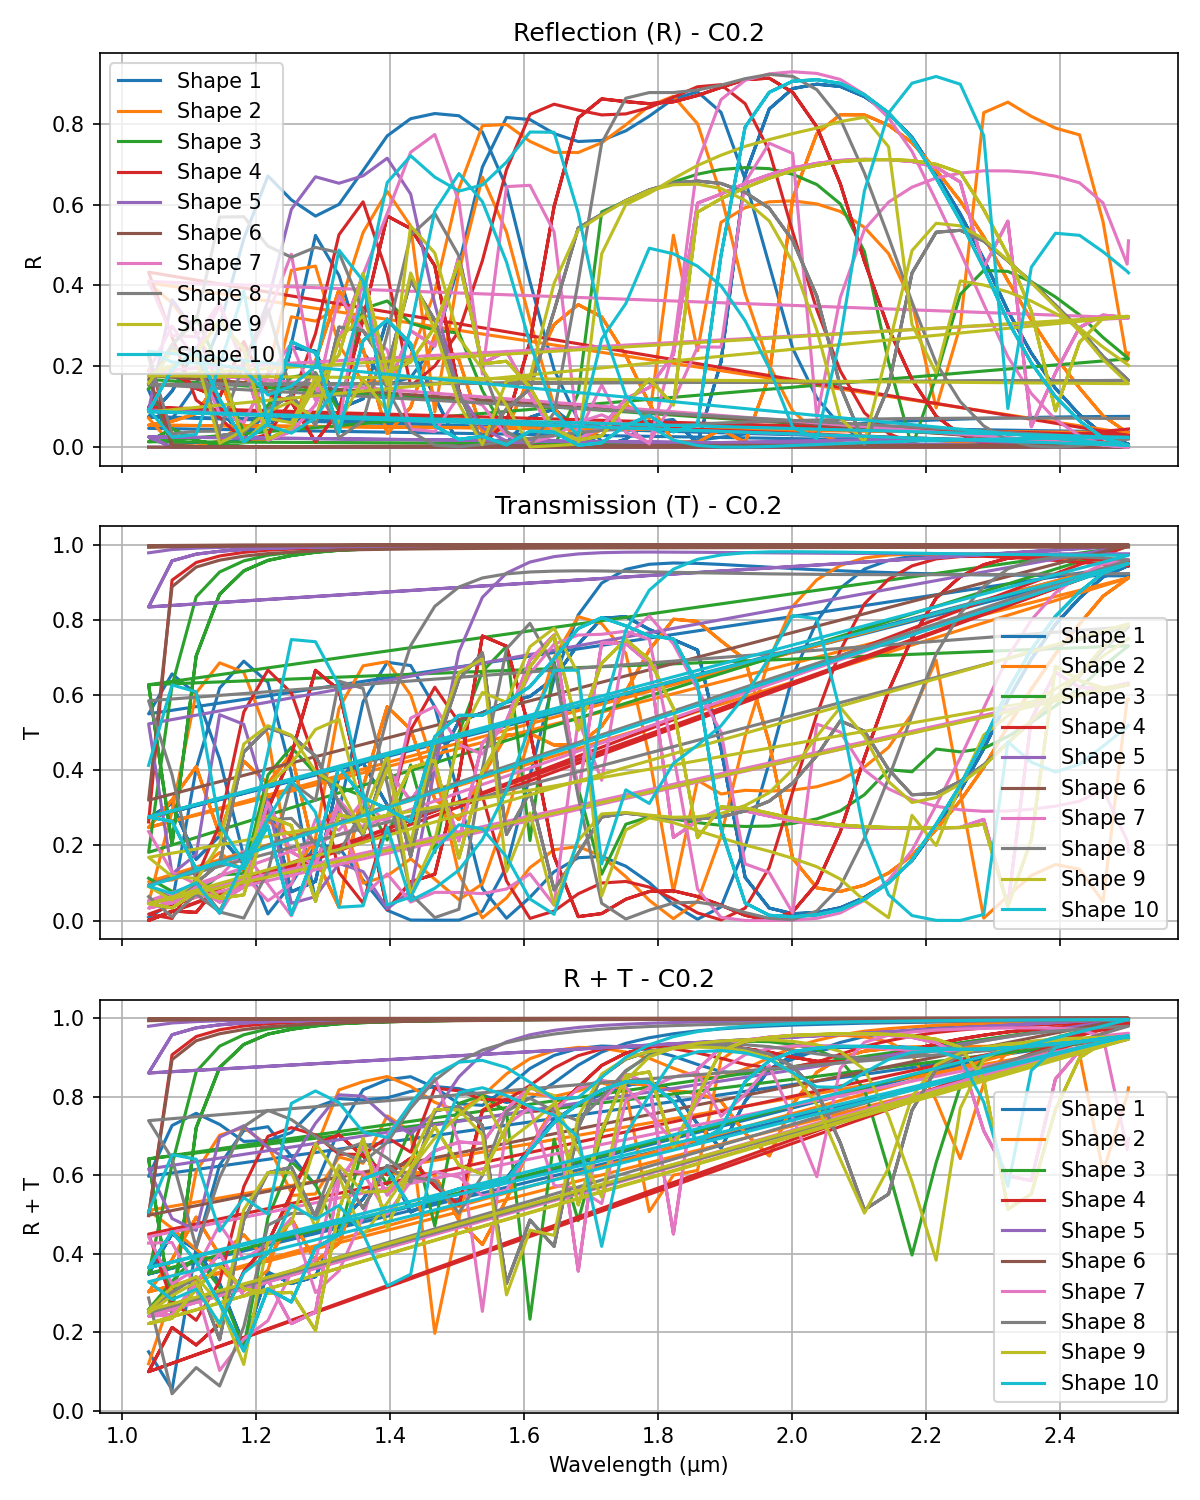 Reflection (R) - C0.2
R
0.0
0.2
0.4
0.6
0.8
Shape 1
Shape 2
Shape 3
Shape 4
Shape 5
Shape 6
Shape 7
Shape 8
Shape 9
Shape 10
Transmission (T) - C0.2
T
1.0
0.8
0.6
0.4
0.2
0.0
Shape 1
Shape 2
Shape 3
Shape 4
Shape 5
Shape 6
Shape 7
Shape 8
Shape 9
Shape 10
R + T - C0.2
R + T
1.0
0.8
0.6
0.4
0.2
0.0
Shape 1
Shape 2
Shape 3
Shape 4
Shape 5
Shape 6
Shape 7
Shape 8
Shape 9
Shape 10
1.0 1.2 1.4 1.6 1.8 2.0 2.2 2.4
Wavelength (μm)